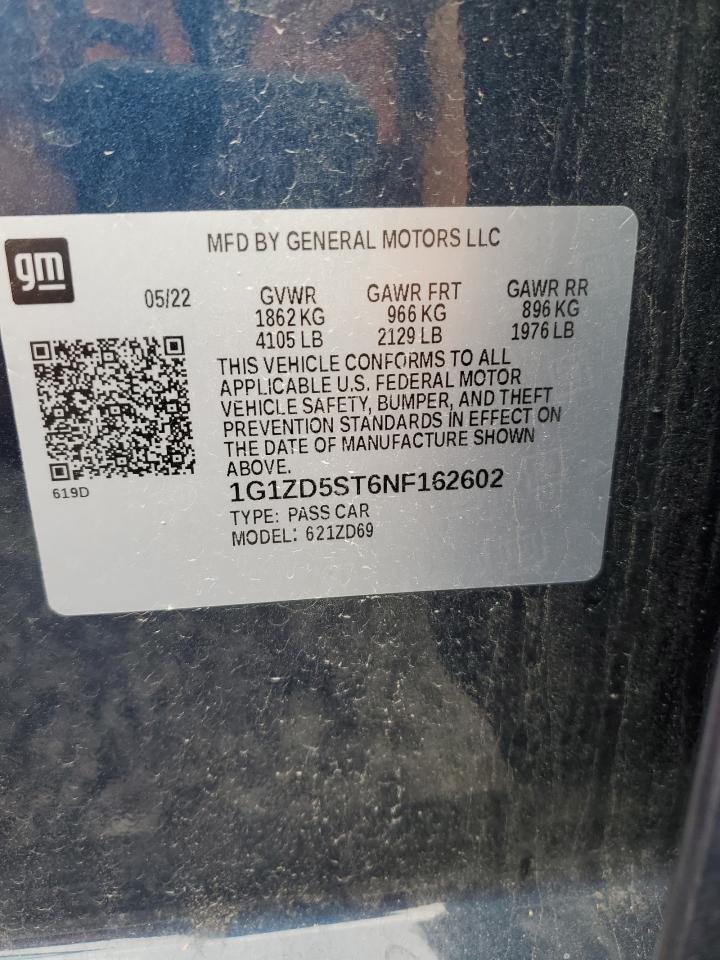 MFD BY GENERAL MOTORS LLC
gm
05/22
GVWR GAWR FRT GAWR RR
1862 KG 966 KG 896 KG
4105 LB 2129 LB 1976 LB
THIS VEHICLE CONFORMS TO ALL
APPLICABLE U.S. FEDERAL MOTOR
VEHICLE SAFETY, BUMPER, AND THEFT
PREVENTION STANDARDS IN EFFECT ON
THE DATE OF MANUFACTURE SHOWN
ABOVE.
619D
1G1ZD5ST6NF162602
TYPE: PASS CAR
MODEL: 621ZD69